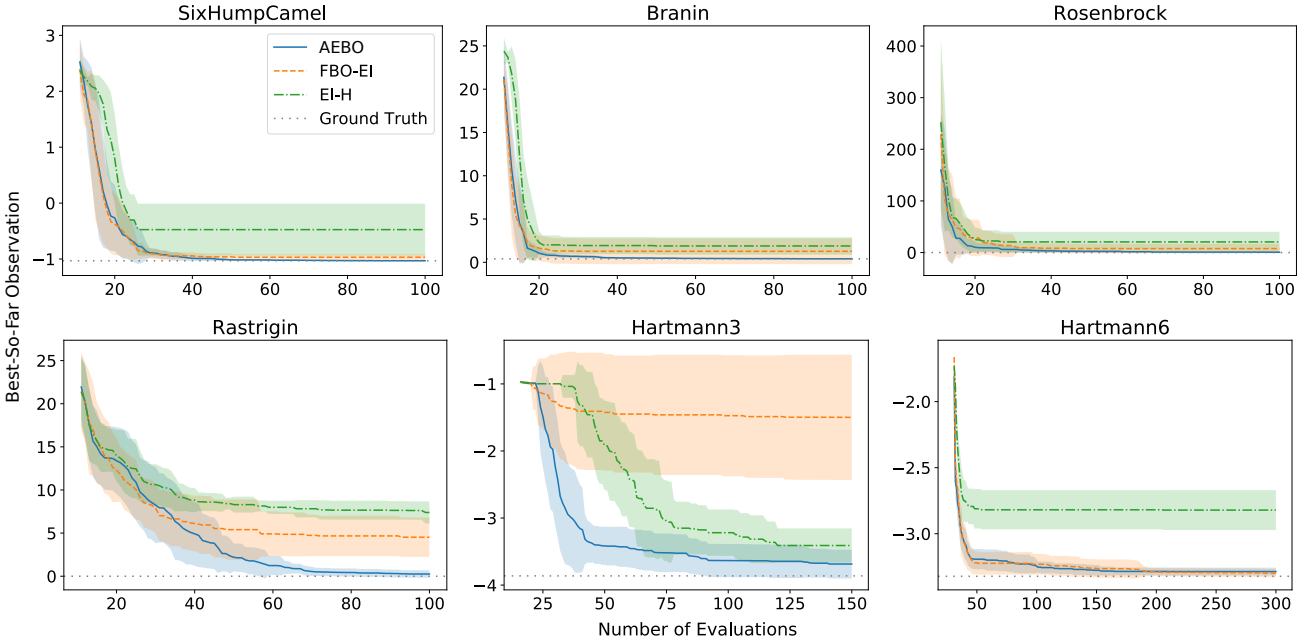 SixHumpCamel
Branin
Rosenbrock
3
2
1
0
−1
AEBO
FBO-EI
EI-H
Ground Truth
20 40 60 80 100
25
20
15
10
5
0
20 40 60 80 100
400
300
200
100
0
20 40 60 80 100
Best-So-Far Observation
Rastrigin
Hartmann3
Hartmann6
25
20
15
10
5
0
20 40 60 80 100
−1
−2
−3
−4
25 50 75 100 125 150
−2.0
−2.5
−3.0
50 100 150 200 250 300
Number of Evaluations